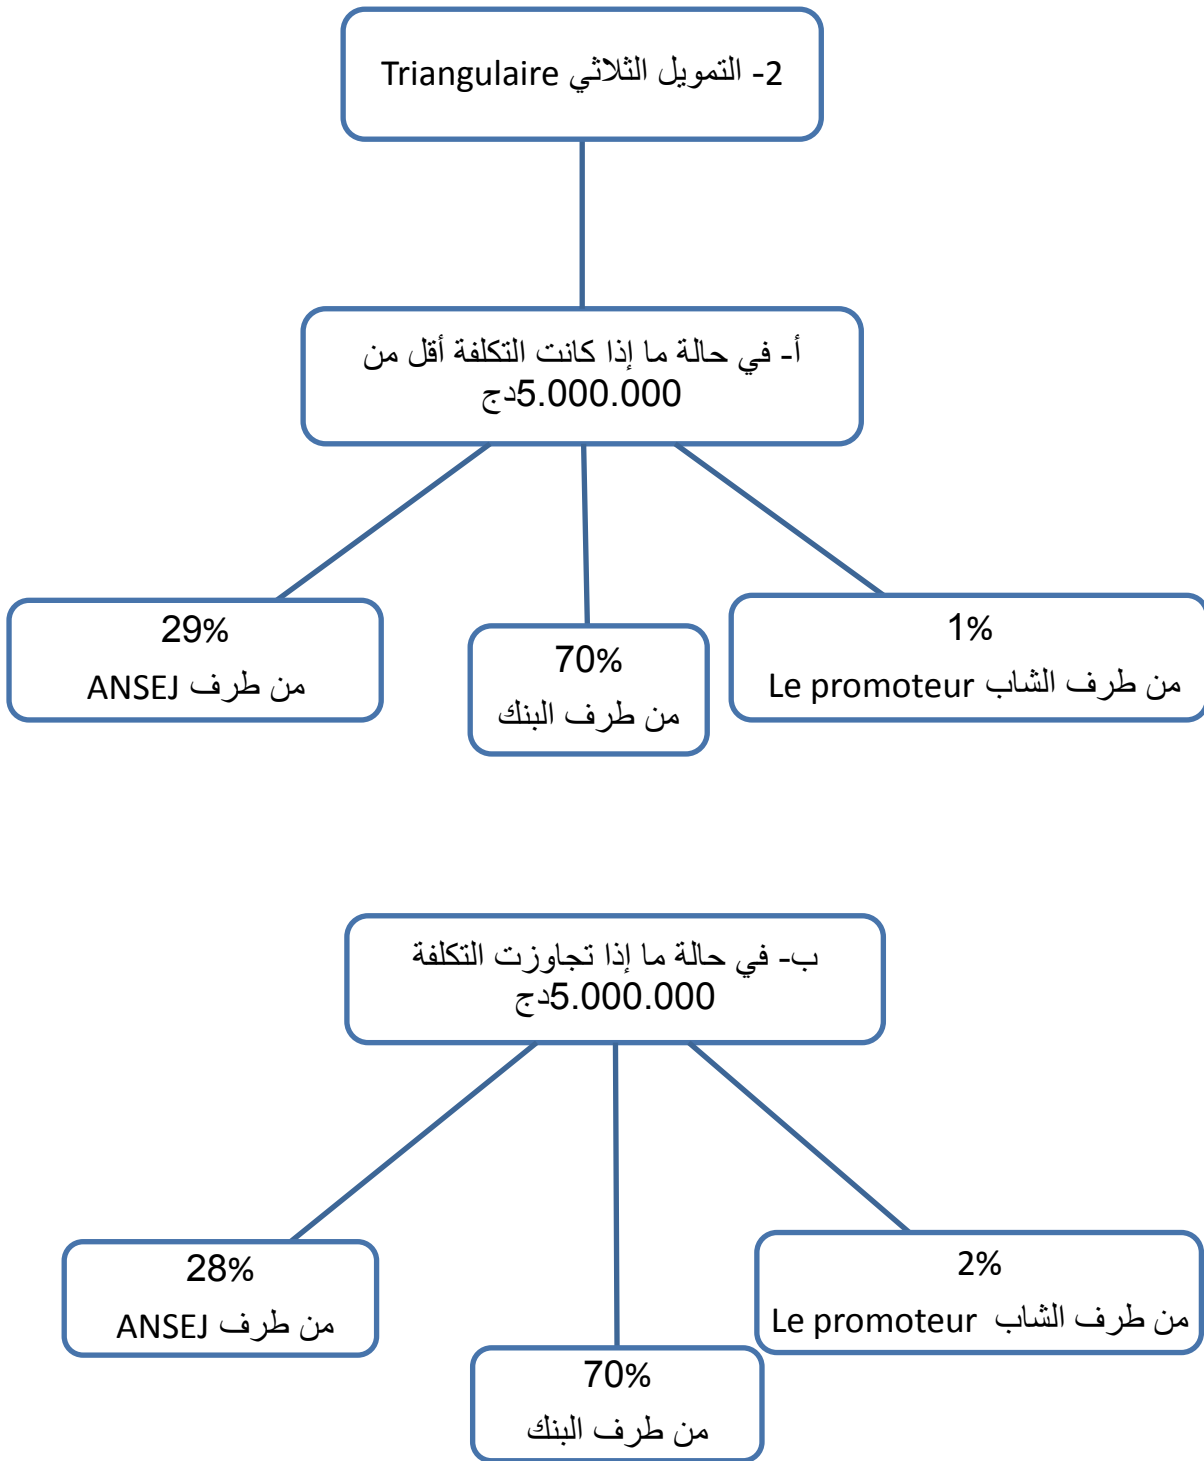 2- التمويل الثلاثي Triangulaire
أ- في حالة ما إذا كانت التكلفة أقل من
5.000.000دج
1%
من طرف الشاب Le promoteur
70%
من طرف البنك
29%
من طرف ANSEJ
ب- في حالة ما إذا تجاوزت التكلفة
5.000.000دج
2%
من طرف الشاب Le promoteur
70%
من طرف البنك
28%
من طرف ANSEJ